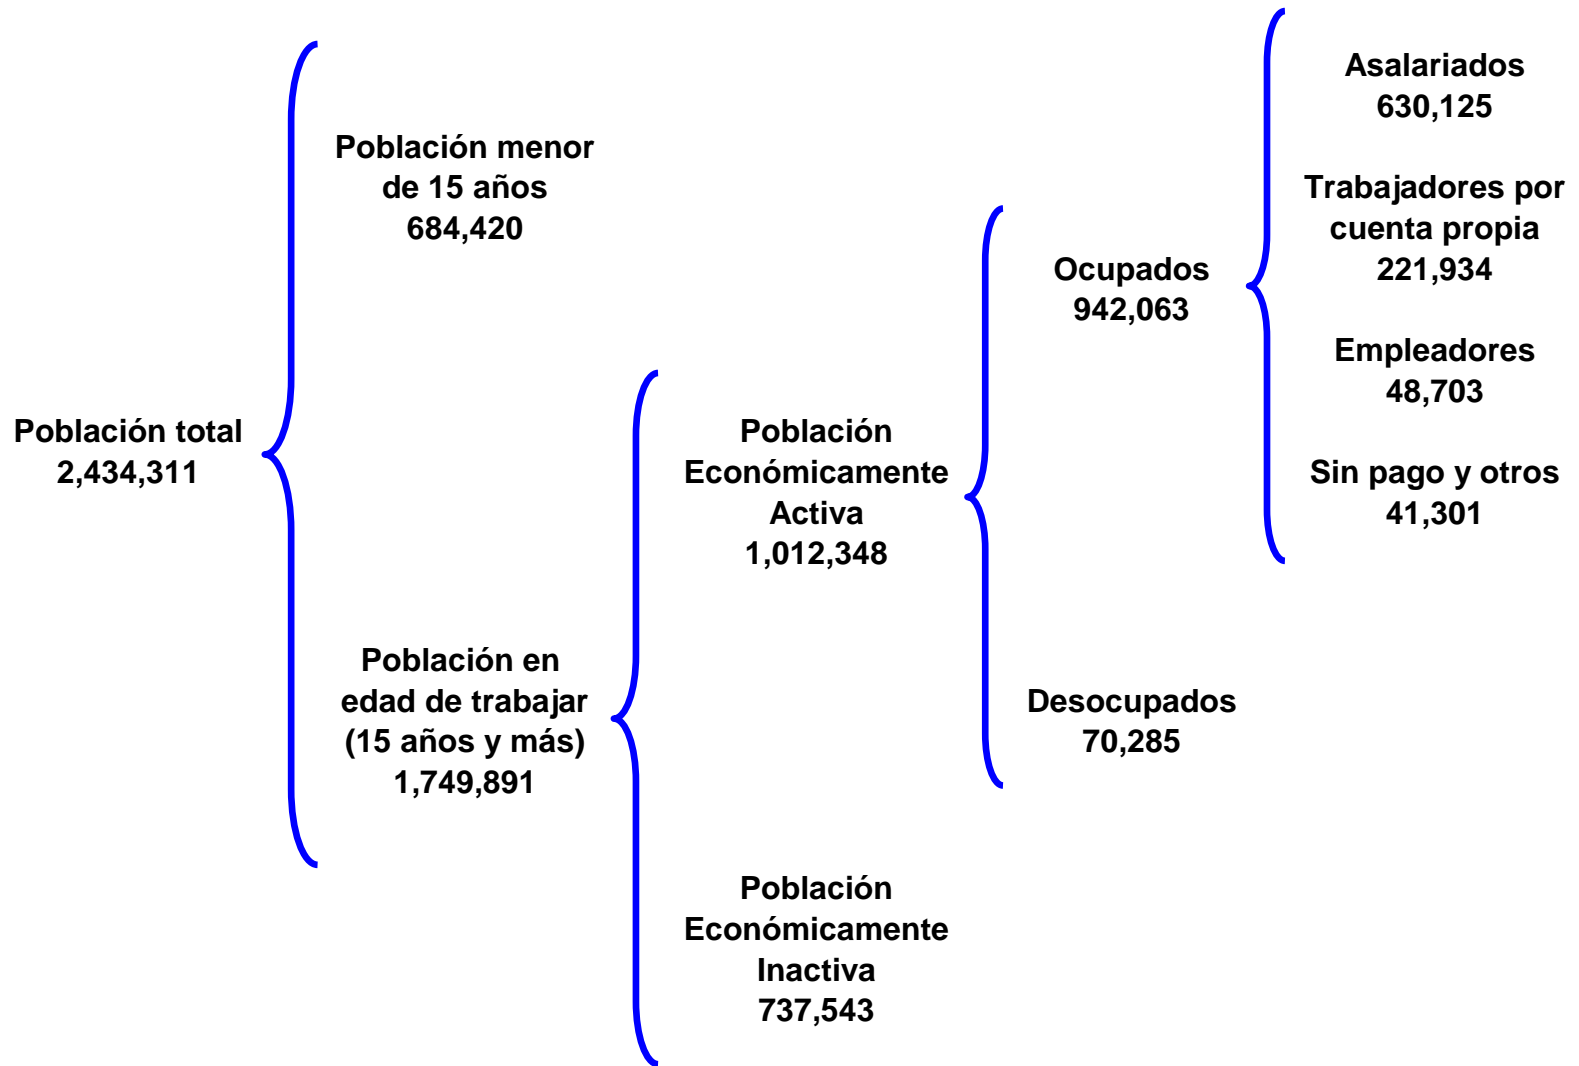 Población total
2,434,311
Población menor
de 15 años
684,420
Población en
edad de trabajar
(15 años y más)
1,749,891
Población
Económicamente
Activa
1,012,348
Población
Económicamente
Inactiva
737,543
Ocupados
942,063
Desocupados
70,285
Asalariados
630,125
Trabajadores por
cuenta propia
221,934
Empleadores
48,703
Sin pago y otros
41,301